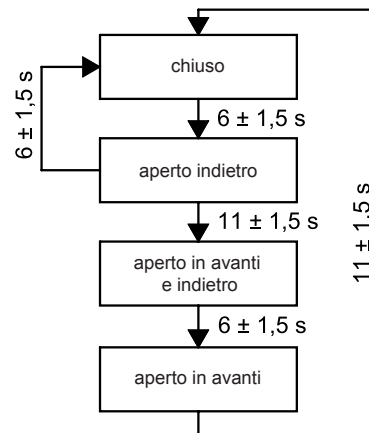 chiuso
6 ± 1,5 s
6 ± 1,5 s
aperto indietro
11 ± 1,5 s
11 ± 1,5 s
aperto in avanti
e indietro
6 ± 1,5 s
aperto in avanti